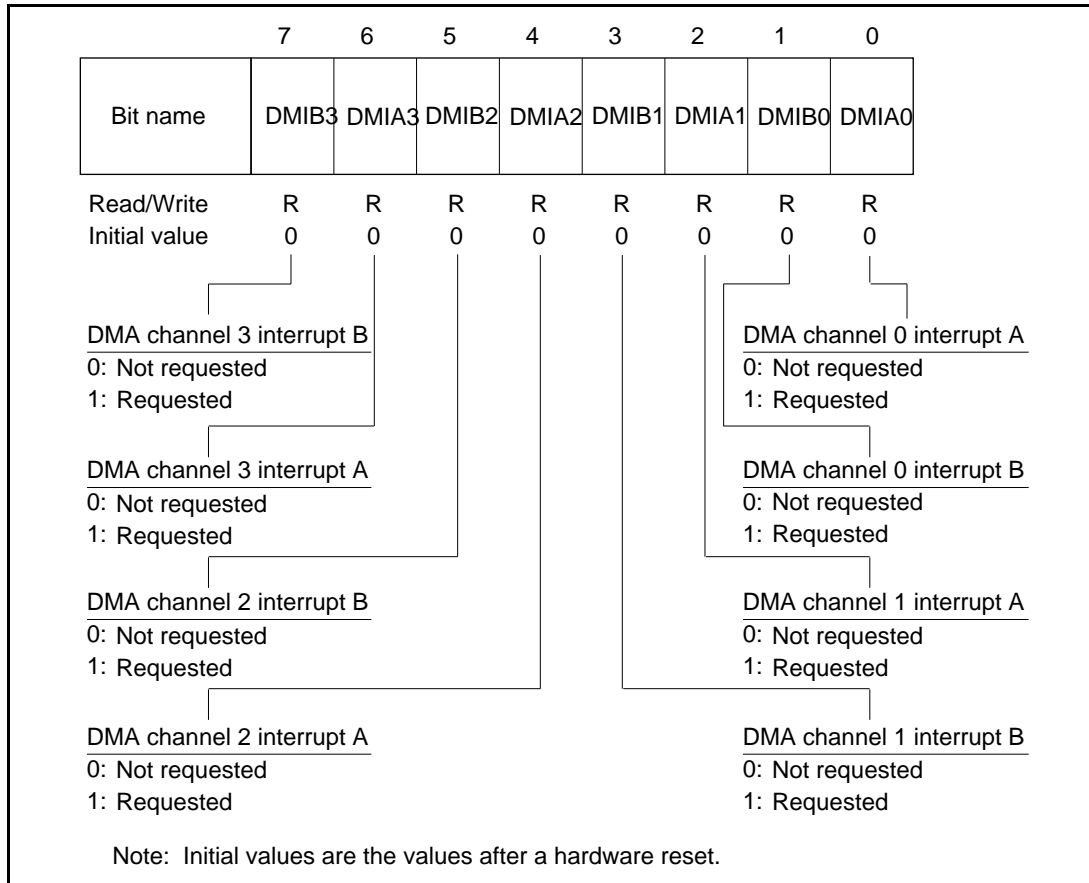 7 6 5 4 3 2 1 0
Bit name DMIB3 DMIA3 DMIB2 DMIA2 DMIB1 DMIA1 DMIB0 DMIA0
Read/Write R R R R R R R R
Initial value 0 0 0 0 0 0 0 0
DMA channel 3 interrupt B
0: Not requested
1: Requested
DMA channel 3 interrupt A
0: Not requested
1: Requested
DMA channel 2 interrupt B
0: Not requested
1: Requested
DMA channel 2 interrupt A
0: Not requested
1: Requested
DMA channel 0 interrupt A
0: Not requested
1: Requested
DMA channel 0 interrupt B
0: Not requested
1: Requested
DMA channel 1 interrupt A
0: Not requested
1: Requested
DMA channel 1 interrupt B
0: Not requested
1: Requested
Note: Initial values are the values after a hardware reset.